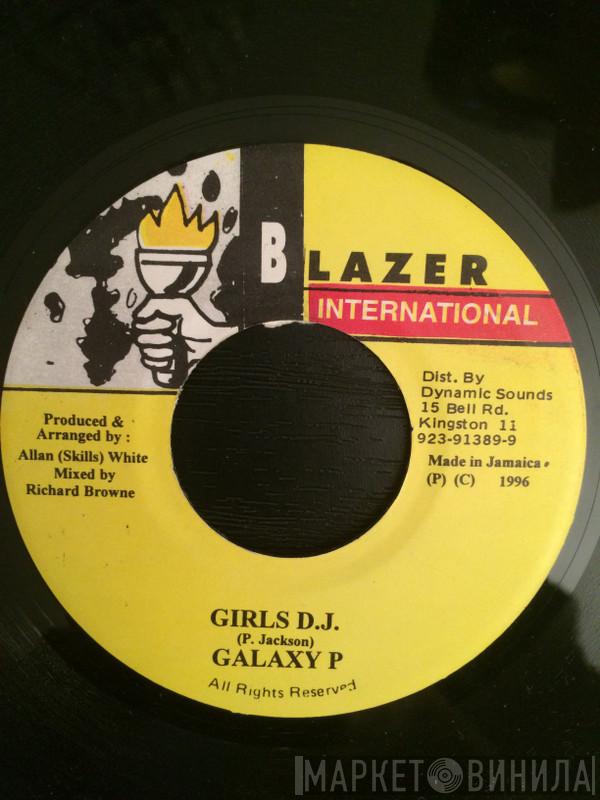 BLAZER
INTERNATIONAL
Produced &
Arranged by :
Allan (Skills) White
Mixed by
Richard Browne
Dist. By
Dynamic Sounds
15 Bell Rd.
Kingston 11
923-91389-9
Made in Jamaica
(P) (C) 1996
GIRLS D.J.
(P. Jackson)
GALAXY P
All Rights Reserved
МАРКЕТ ВИНИЛА